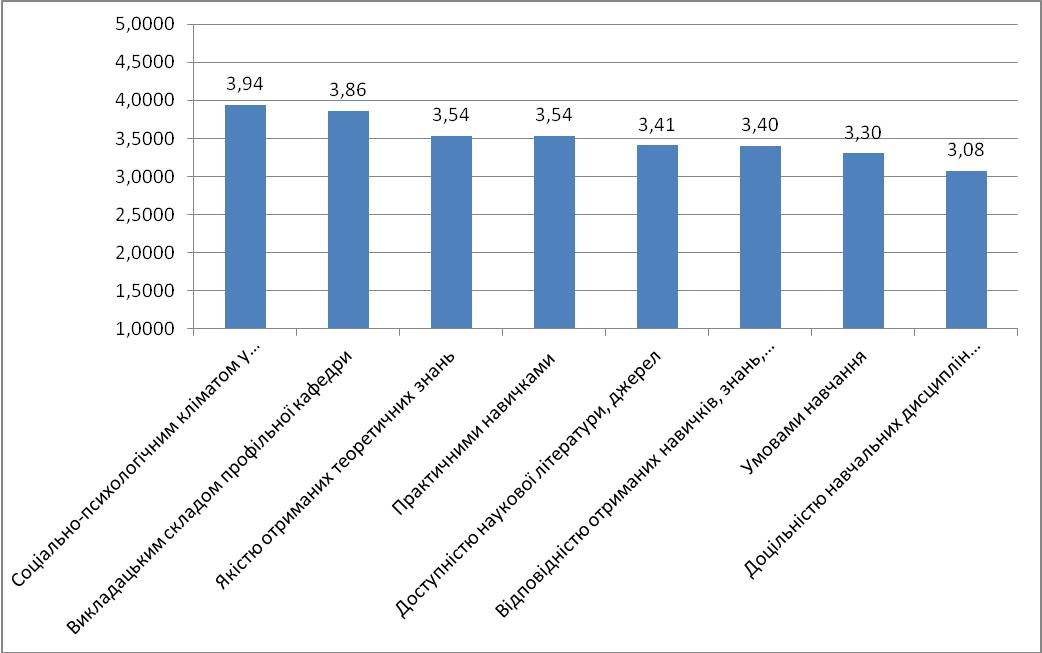 5,0000
4,5000
4,0000
3,5000
3,0000
2,5000
2,0000
1,5000
1,0000
3,94
3,86
3,54
3,54
3,41
3,40
3,30
3,08
Соціально-психологічним кліматом у...
Викладацьким складом профільної кафедри
Якістю отриманих теоретичних знань
Практичними навичками
Доступністю наукової літератури, джерел
Відповідністю отриманих навичків, знань,...
Умовами навчання
Доцільністю навчальних дисциплін...